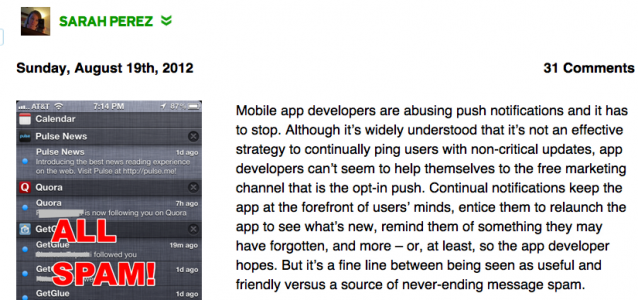 SARAH PEREZ
Sunday, August 19th, 2012
31 Comments
AT&T 7:14 PM 87%
Calendar
Pulse News
Pulse News 1d ago
Introducing the best news reading experience
on the web. Visit Pulse at http://pulse.me!
Quora
Quora 7h ago
is now following you on Quora
GetGlue
GetGlue 19m ago
followed you
GetGlue 1d ago
GetGlue 1d ago
ALL
SPAM!
Mobile app developers are abusing push notifications and it has
to stop. Although it's widely understood that it's not an effective
strategy to continually ping users with non-critical updates, app
developers can't seem to help themselves to the free marketing
channel that is the opt-in push. Continual notifications keep the
app at the forefront of users' minds, entice them to relaunch the
app to see what's new, remind them of something they may
have forgotten, and more – or, at least, so the app developer
hopes. But it's a fine line between being seen as useful and
friendly versus a source of never-ending message spam.